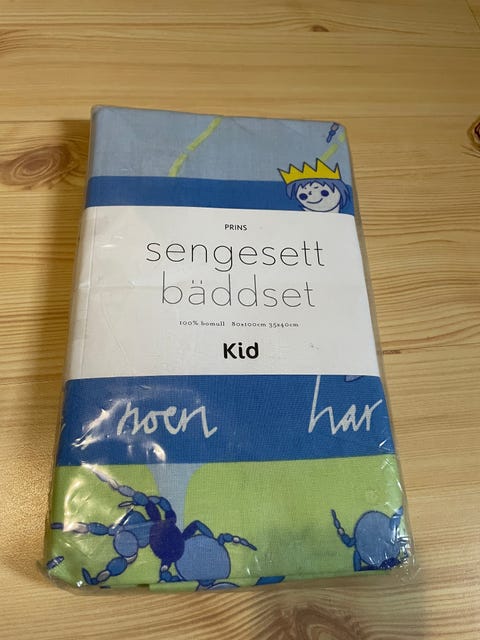 PRINS
sengesett
bäddset
100% bomull 80x100cm 35x40cm
Kid
noen har